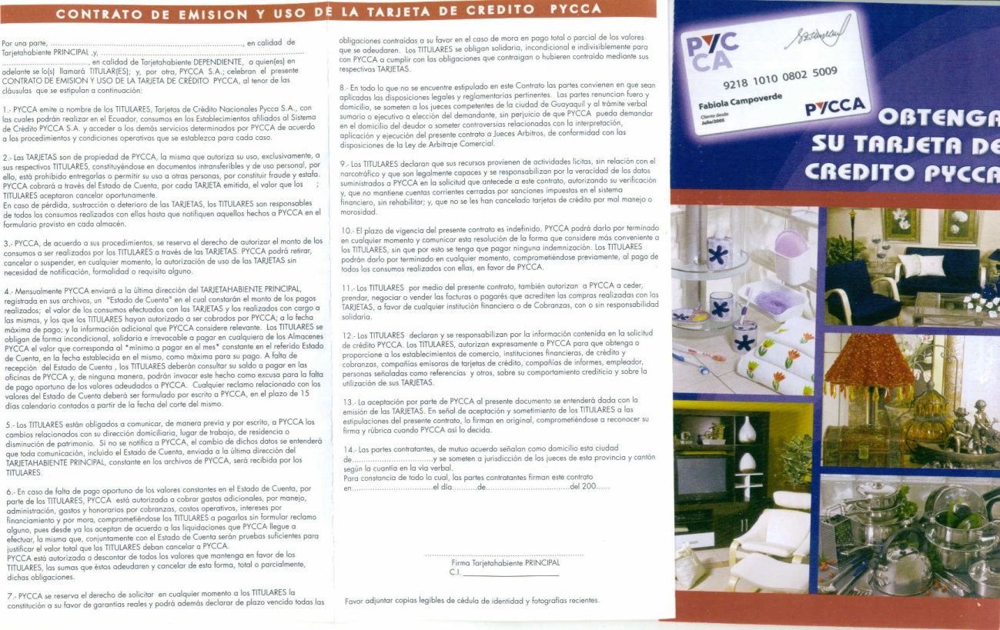 CONTRATO DE EMISION Y USO DE LA TARJETA DE CREDITO PYCCA
Por una parte, ................................................................................, en calidad de
Tarjetahabiente PRINCIPAL ,y, .....................................................................................
....................................., en calidad de Tarjetahabiente DEPENDIENTE, a quien(es) en
adelante se lo(s) llamará TITULAR(ES); y, por otra, PYCCA S.A.; celebran el presente
CONTRATO DE EMISION Y USO DE LA TARJETA DE CRÉDITO PYCCA, al tenor de las
cláusulas que se estipulan a continuación:
1.- PYCCA emite a nombre de los TITULARES, Tarjetas de Crédito Nacionales Pycca S.A., con
las cuales podrán realizar en el Ecuador, consumos en los Establecimientos afiliados al Sistema
de Crédito PYCCA S.A. y acceder a los demás servicios determinados por PYCCA de acuerdo
a los procedimientos y condiciones operativas que se establezca para cada caso.
2.- Las TARJETAS son de propiedad de PYCCA, la misma que autoriza su uso, exclusivamente, a
sus respectivos TITULARES, constituyéndose en documentos intransferibles y de uso personal, por
ello, está prohibido entregarlas o permitir su uso a otras personas, por constituir fraude y estafa.
PYCCA cobrará a través del Estado de Cuenta, por cada TARJETA emitida, el valor que los ;
TITULARES aceptaron cancelar oportunamente.
En caso de pérdida, sustracción o deterioro de las TARJETAS, los TITULARES son responsables
de todos los consumos realizados con ellas hasta que notifiquen aquellos hechos a PYCCA en el
formulario provisto en cada almacén.
3.- PYCCA, de acuerdo a sus procedimientos, se reserva el derecho de autorizar el monto de los
consumos a ser realizados por los TITULARES a través de las TARJETAS. PYCCA podrá retirar,
cancelar o suspender, en cualquier momento, la autorización de uso de las TARJETAS sin
necesidad de notificación, formalidad o requisito alguno.
4.- Mensualmente PYCCA enviará a la última dirección del TARJETAHABIENTE PRINCIPAL,
registrada en sus archivos, un "Estado de Cuenta" en el cual constarán el monto de los pagos
realizados; el valor de los consumos efectuados con las TARJETAS y los realizados con cargo a
las mismas, y los que los TITULARES hayan autorizado a ser cobrados por PYCCA; a la fecha
máxima de pago; y la información adicional que PYCCA considere relevante. Los TITULARES se
obligan de forma incondicional, solidaria e irrevocable a pagar en cualquiera de los Almacenes
PYCCA el valor que corresponda al "mínimo a pagar en el mes" constante en el referido Estado
de Cuenta, en la fecha establecida en el mismo, como máxima para su pago. A falta de
recepción del Estado de Cuenta , los TITULARES deberán consultar su saldo a pagar en las
oficinas de PYCCA y, de ninguna manera, podrán invocar este hecho como excusa para la falta
de pago oportuno de los valores adeudados a PYCCA. Cualquier reclamo relacionado con los
valores del Estado de Cuenta deberá ser formulado por escrito a PYCCA, en el plazo de 15
días calendario contados a partir de la fecha del corte del mismo.
5.- Los TITULARES están obligados a comunicar, de manera previa y por escrito, a PYCCA los
cambios relacionados con su dirección domiciliaria, lugar de trabajo, de residencia o
disminución de patrimonio. Si no se notifica a PYCCA, el cambio de dichos datos se entenderá
que toda comunicación, incluido el Estado de Cuenta, enviada a la última dirección del
TARJETAHABIENTE PRINCIPAL, constante en los archivos de PYCCA, será recibida por los
TITULARES.
6.- En caso de falta de pago oportuno de los valores constantes en el Estado de Cuenta, por
parte de los TITULARES, PYCCA está autorizada a cobrar gastos adicionales, por manejo,
administración, gastos y honorarios por cobranzas, costos operativos, intereses por
financiamiento y por mora, comprometiéndose los TITULARES a pagarlos sin formular reclamo
alguno, pues desde ya los aceptan de acuerdo a las liquidaciones que PYCCA llegue a
efectuar, la misma que, conjuntamente con el Estado de Cuenta serán pruebas suficientes para
justificar el valor total que los TITULARES deban cancelar a PYCCA.
PYCCA está autorizada a descontar de todos los valores que mantenga en favor de los
TITULARES, las sumas que éstos adeudaren y cancelar de esta forma, total o parcialmente,
dichas obligaciones.
7.- PYCCA se reserva el derecho de solicitar en cualquier momento a los TITULARES la
constitución a su favor de garantías reales y podrá además declarar de plazo vencido todas las
obligaciones contraídas a su favor en el caso de mora en pago total o parcial de los valores
que se adeudaren. Los TITULARES se obligan solidaria, incondicional e indivisiblemente para
con PYCCA a cumplir con las obligaciones que contraigan o hubieren contraído mediante sus
respectivas TARJETAS.
8.- En todo lo que no se encuentre estipulado en este Contrato las partes convienen en que sean
aplicadas las disposiciones legales y reglamentarias pertinentes. Las partes renuncian fuero y
domicilio, se someten a los jueces competentes de la ciudad de Guayaquil y al trámite verbal
sumario o ejecutivo a elección del demandante, sin perjuicio de que PYCCA pueda demandar
en el domicilio del deudor o someter controversias relacionadas con la interpretación,
aplicación y ejecución del presente contrato a Jueces Arbitros, de conformidad con las
disposiciones de la Ley de Arbitraje Comercial.
9.- Los TITULARES declaran que sus recursos provienen de actividades lícitas, sin relación con el
narcotráfico y que son legalmente capaces y se responsabilizan por la veracidad de los datos
suministrados a PYCCA en la solicitud que antecede a este contrato, autorizando su verificación
y, que no mantiene cuentas corrientes cerradas por sanciones impuestas en el sistema
financiero, sin rehabilitar; y, que no se les han cancelado tarjetas de crédito por mal manejo o
morosidad.
10.- El plazo de vigencia del presente contrato es indefinido. PYCCA podrá darlo por terminado
en cualquier momento y comunicar esta resolución de la forma que considere más conveniente a
los TITULARES, sin que por esto se tenga que pagar ninguna indemnización. Los TITULARES
podrán darlo por terminado en cualquier momento, comprometiéndose previamente, al pago de
todos los consumos realizados con ellas, en favor de PYCCA.
11.- Los TITULARES por medio del presente contrato, también autorizan a PYCCA a ceder,
prendar, negociar o vender las facturas o pagarés que acrediten las compras realizadas con las
TARJETAS, a favor de cualquier institución financiera o de Cobranzas, con o sin responsabilidad
solidaria.
12.- Los TITULARES declaran y se responsabilizan por la información contenida en la solicitud
de crédito PYCCA. Los TITULARES, autorizan expresamente a PYCCA para que obtenga o
proporcione a los establecimientos de comercio, instituciones financieras, de crédito y
cobranzas, compañías emisoras de tarjetas de crédito, compañías de informes, empleador,
personas señaladas como referencias y otros, sobre su comportamiento crediticio y sobre la
utilización de sus TARJETAS.
13.- La aceptación por parte de PYCCA al presente documento se entenderá dada con la
emisión de las TARJETAS. En señal de aceptación y sometimiento de los TITULARES a las
estipulaciones del presente contrato, lo firman en original, comprometiéndose a reconocer su
firma y rúbrica cuando PYCCA así lo decida.
14.- Las partes contratantes, de mutuo acuerdo señalan como domicilio esta ciudad
de...................................y se someten a jurisdicción de los jueces de esta provincia y cantón
según la cuantía en la vía verbal.
Para constancia de todo lo cual, las partes contratantes firman este contrato
en...................................el día..........de....................................del 200......
Firma Tarjetahabiente PRINCIPAL
C.I. ____________________
Favor adjuntar copias legibles de cédula de identidad y fotografías recientes.
PYC
CA
9218 1010 0802 5009
Fabiola Campoverde
Cliente desde
Julio/2005
PYCCA
OBTENGA
SU TARJETA DE
CREDITO PYCCA